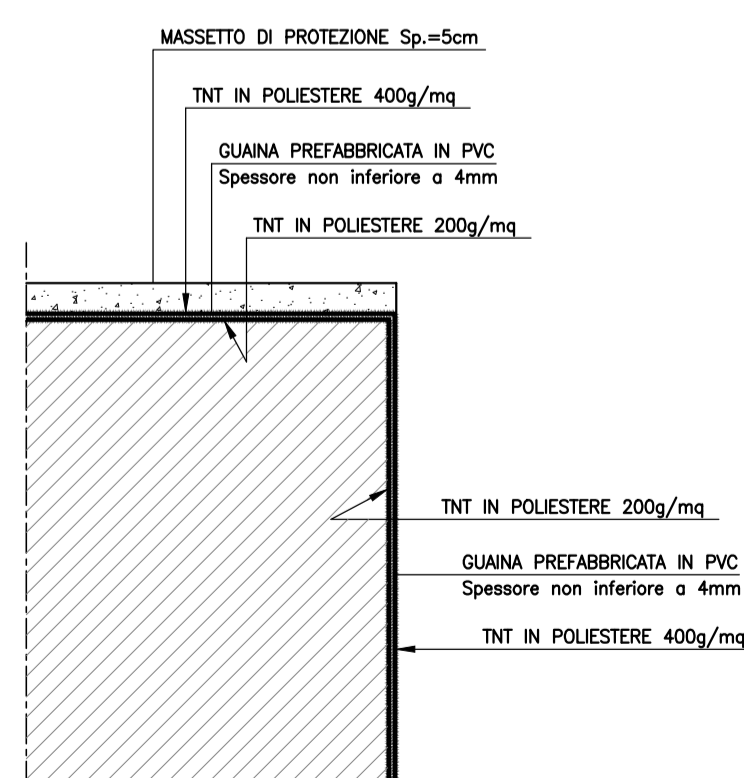 MASSETTO DI PROTEZIONE Sp.=5cm
TNT IN POLIESTERE 400g/mq
GUAINA PREFABBRICATA IN PVC
Spessore non inferiore a 4mm
TNT IN POLIESTERE 200g/mq
TNT IN POLIESTERE 200g/mq
GUAINA PREFABBRICATA IN PVC
Spessore non inferiore a 4mm
TNT IN POLIESTERE 400g/mq